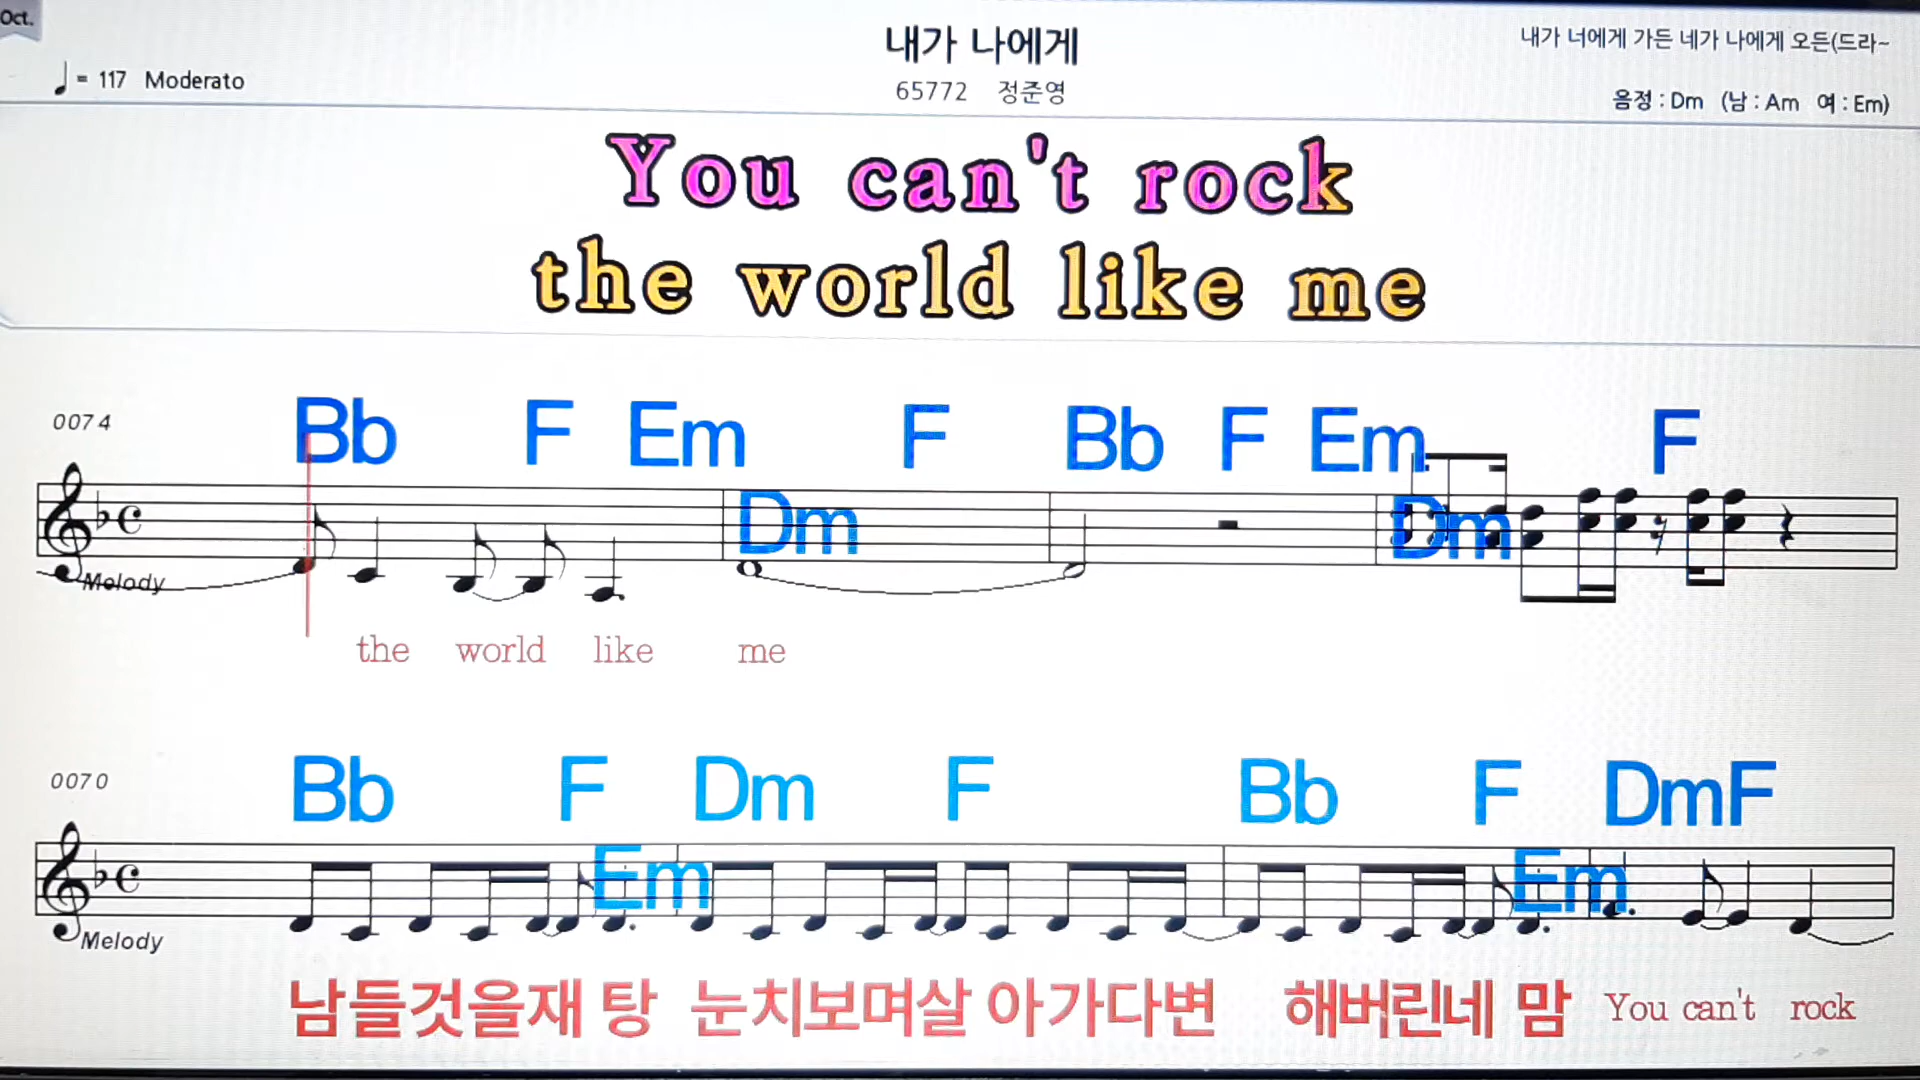 Oct.
내가 나에게
내가 너에게 가든 네가 나에게 오든(드라~
= 117 Moderato
65772 정준영
음정 : Dm (남 : Am 여 : Em)
You can't rock
the world like me
0074
Bb F Em F Bb F Em F
Dm Dm
Melody
the world like me
0070
Bb F Dm F Bb F DmF
Em Em
Melody
남들것을재 탕 눈치보며살 아가다변 해버린네 맘 You can't rock